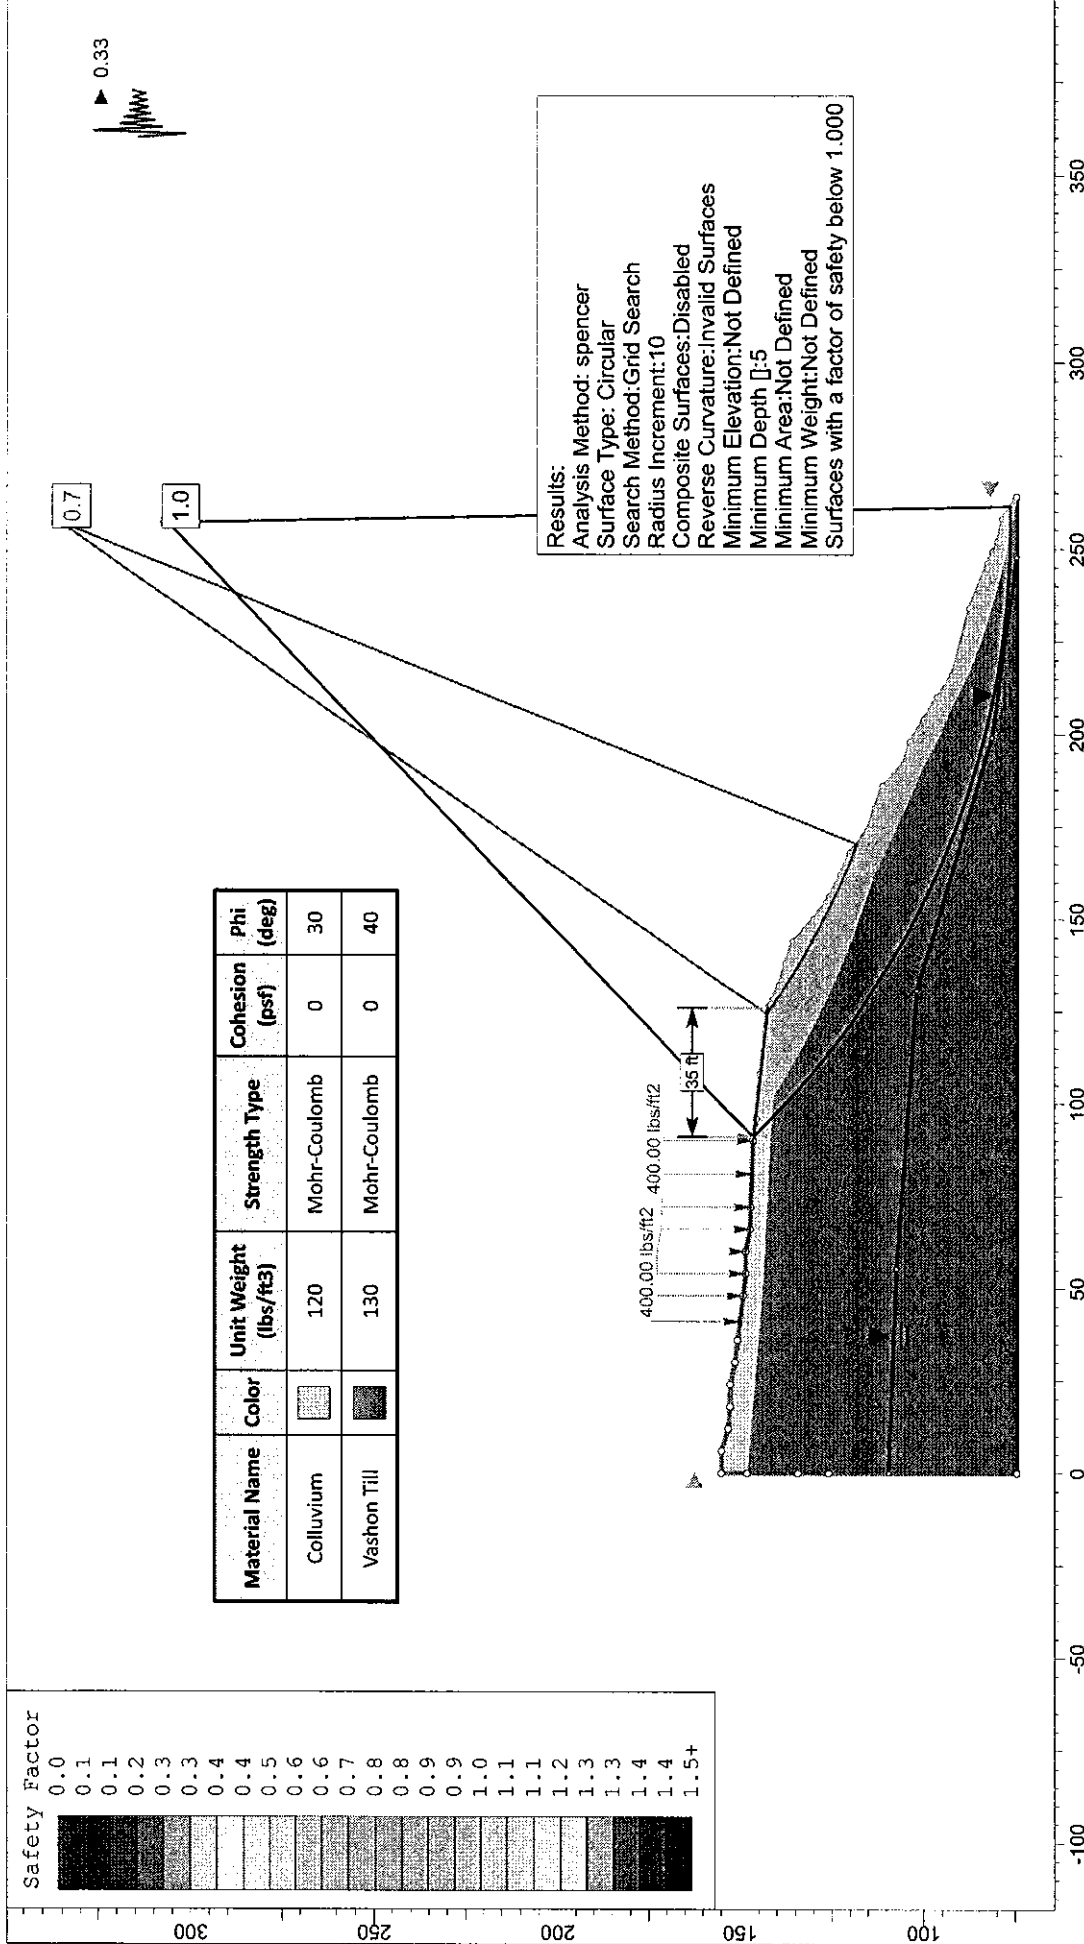 Safety Factor
0.0
0.1
0.1
0.2
0.3
0.3
0.4
0.4
0.5
0.6
0.6
0.7
0.8
0.8
0.9
0.9
1.0
1.1
1.1
1.2
1.3
1.3
1.4
1.4
1.5+
Material Name Color Unit Weight (lbs/ft3) Strength Type Cohesion (psf) Phi (deg)
Colluvium 120 Mohr-Coulomb 0 30
Vashon Till 130 Mohr-Coulomb 0 40
0.33
0.7
1.0
Results:
Analysis Method: spencer
Surface Type: Circular
Search Method:Grid Search
Radius Increment:10
Composite Surfaces:Disabled
Reverse Curvature:Invalid Surfaces
Minimum Elevation:Not Defined
Minimum Depth []:5
Minimum Area:Not Defined
Minimum Weight:Not Defined
Surfaces with a factor of safety below 1.000
400.00 lbs/ft2
400.00 lbs/ft2
35 ft
300
250
200
150
100
-100 -50 0 50 100 150 200 250 300 350